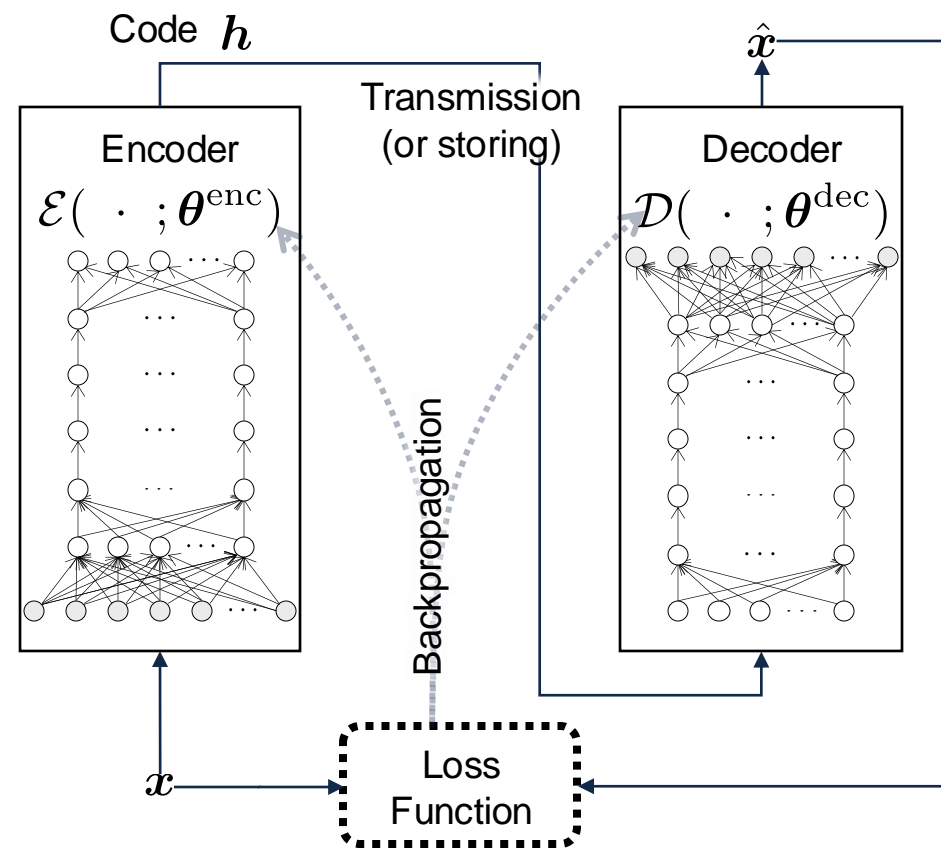 Code h
x̂
Transmission
(or storing)
Encoder
ℰ( · ; θ^enc)
Decoder
𝒟( · ; θ^dec)
Backpropagation
x
Loss
Function